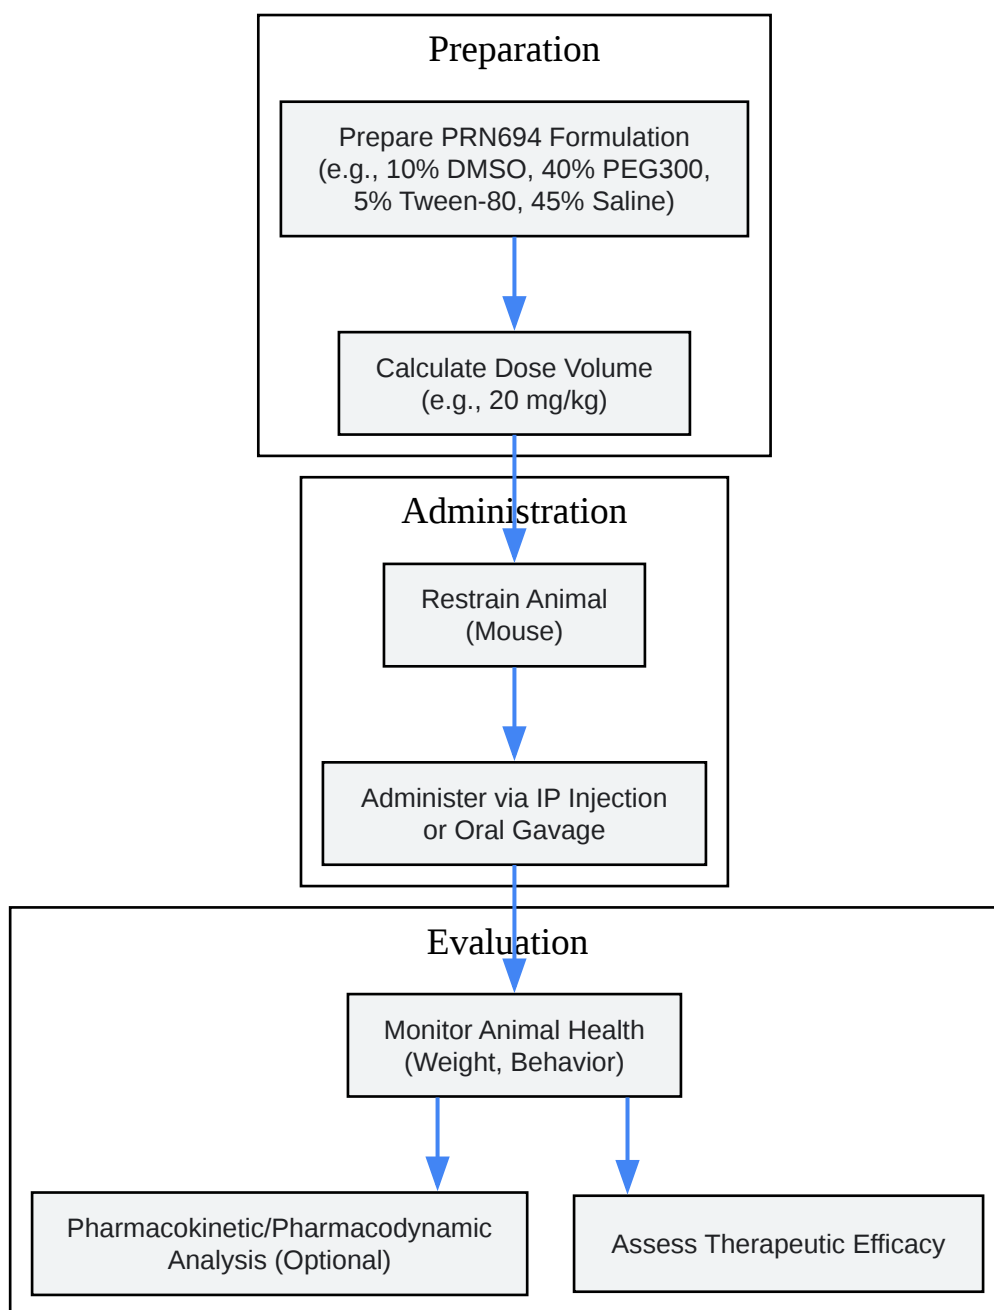 Preparation
Prepare PRN694 Formulation
(e.g., 10% DMSO, 40% PEG300,
5% Tween-80, 45% Saline)
Calculate Dose Volume
(e.g., 20 mg/kg)
Administration
Restrain Animal
(Mouse)
Administer via IP Injection
or Oral Gavage
Evaluation
Monitor Animal Health
(Weight, Behavior)
Pharmacokinetic/Pharmacodynamic
Analysis (Optional)
Assess Therapeutic Efficacy